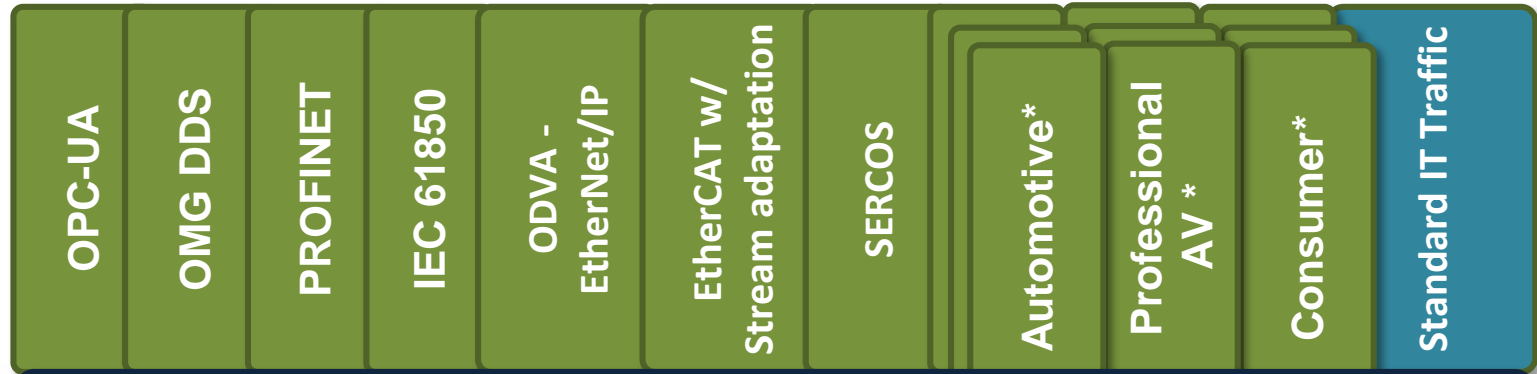 OPC-UA
OMG DDS
PROFINET
IEC 61850
ODVA -
EtherNet/IP
EtherCAT w/
Stream adaptation
SERCOS
Automotive*
Professional
AV *
Consumer*
Standard IT Traffic